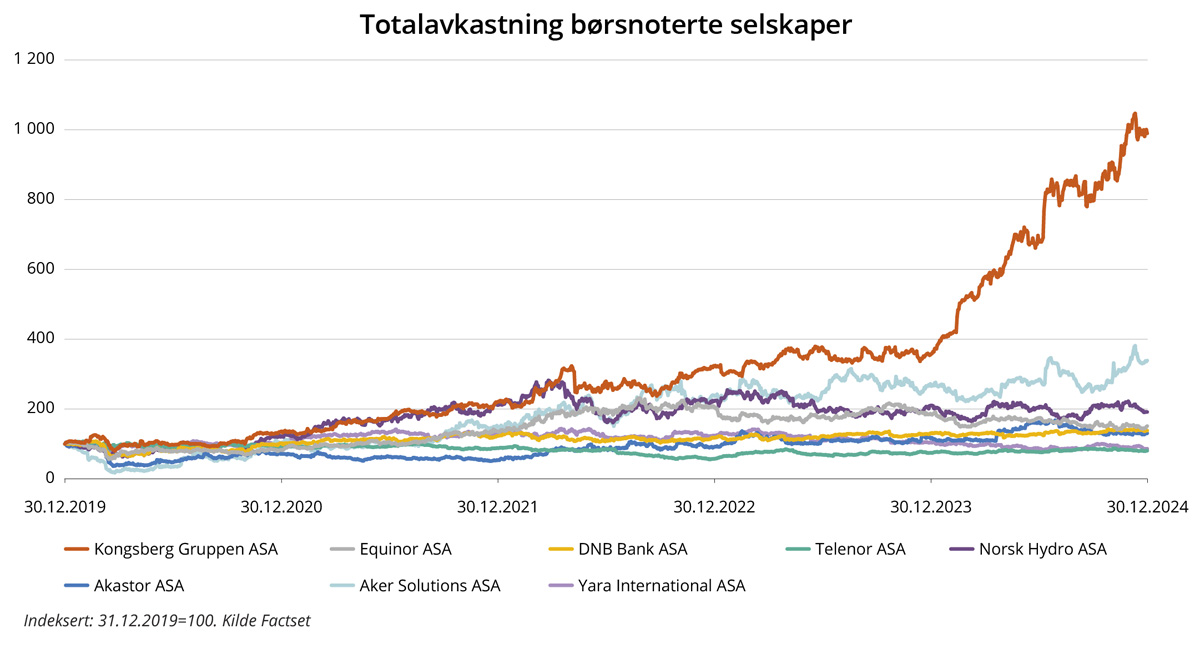 Totalavkastning børsnoterte selskaper
1 200
1 000
800
600
400
200
0
30.12.2019 30.12.2020 30.12.2021 30.12.2022 30.12.2023 30.12.2024
Kongsberg Gruppen ASA Equinor ASA DNB Bank ASA Telenor ASA Norsk Hydro ASA
Akastor ASA Aker Solutions ASA Yara International ASA
Indeksert: 31.12.2019=100. Kilde Factset